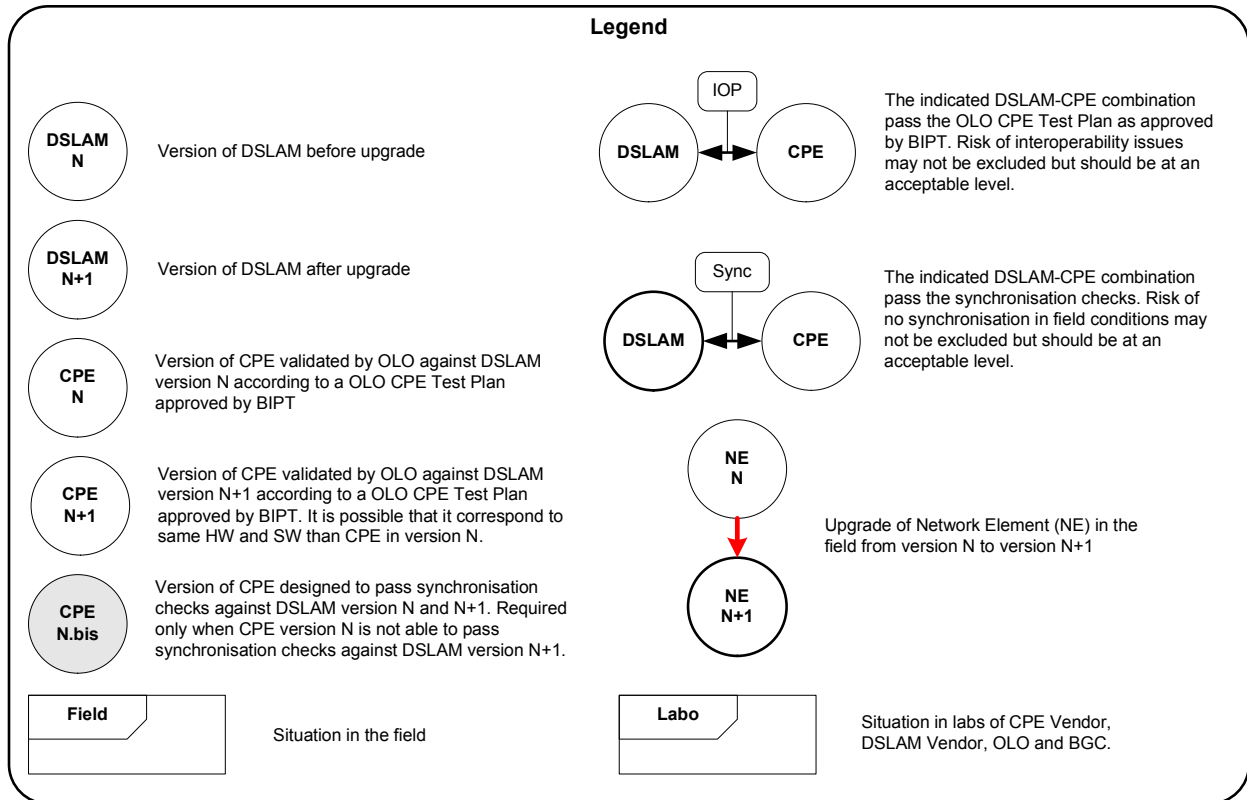 Legend
DSLAM
N
Version of DSLAM before upgrade
DSLAM
N+1
Version of DSLAM after upgrade
CPE
N
Version of CPE validated by OLO against DSLAM
version N according to a OLO CPE Test Plan
approved by BIPT
CPE
N+1
Version of CPE validated by OLO against DSLAM
version N+1 according to a OLO CPE Test Plan
approved by BIPT. It is possible that it correspond to
same HW and SW than CPE in version N.
CPE
N.bis
Version of CPE designed to pass synchronisation
checks against DSLAM version N and N+1. Required
only when CPE version N is not able to pass
synchronisation checks against DSLAM version N+1.
Field
Situation in the field
IOP
DSLAM
CPE
The indicated DSLAM-CPE combination
pass the OLO CPE Test Plan as approved
by BIPT. Risk of interoperability issues
may not be excluded but should be at an
acceptable level.
Sync
DSLAM
CPE
The indicated DSLAM-CPE combination
pass the synchronisation checks. Risk of
no synchronisation in field conditions may
not be excluded but should be at an
acceptable level.
NE
N
NE
N+1
Upgrade of Network Element (NE) in the
field from version N to version N+1
Labo
Situation in labs of CPE Vendor,
DSLAM Vendor, OLO and BGC.